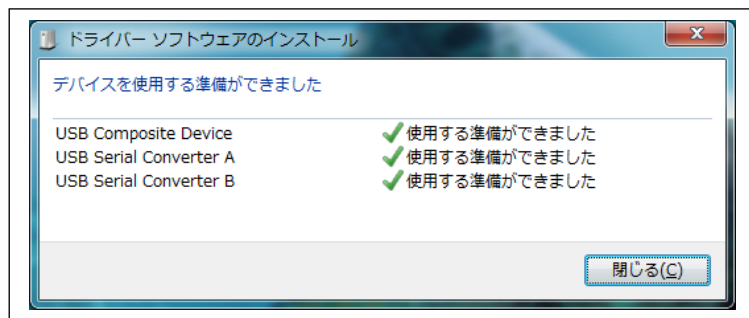 ドライバー ソフトウェアのインストール
デバイスを使用する準備ができました
USB Composite Device 使用する準備ができました
USB Serial Converter A 使用する準備ができました
USB Serial Converter B 使用する準備ができました
閉じる(C)